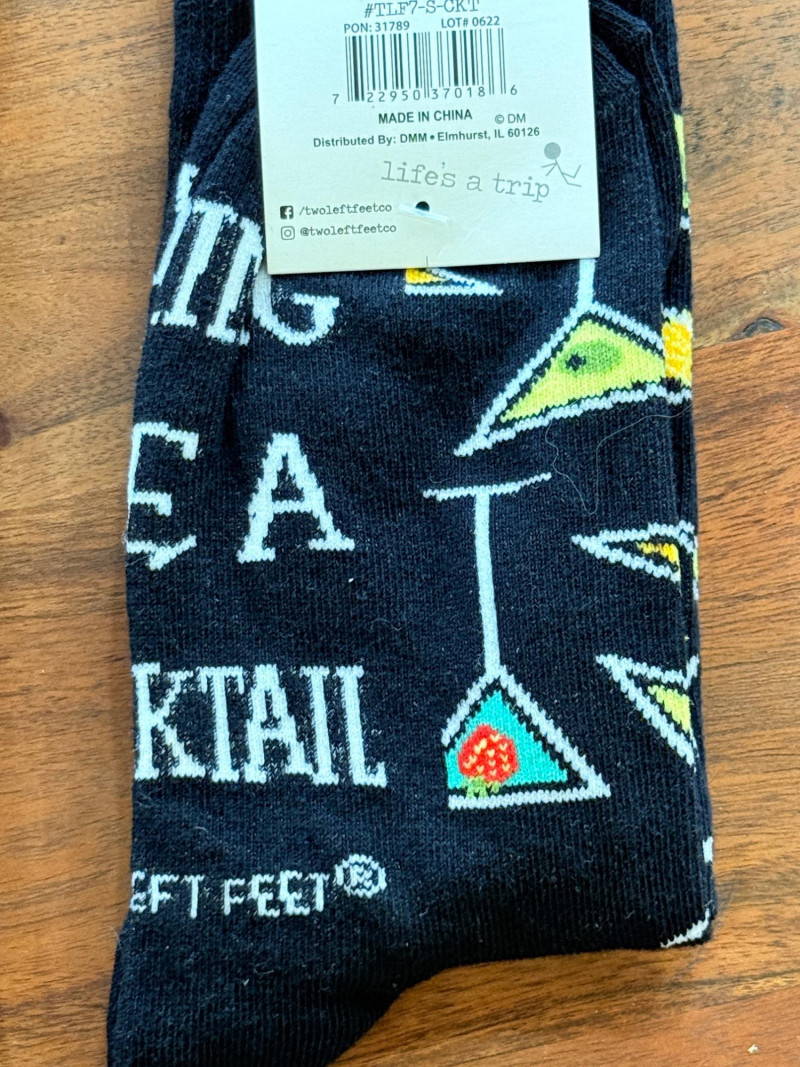 #TLF7-S-CKT
PON: 31789 LOT# 0622
7 22950 37018 6
MADE IN CHINA © DM
Distributed By: DMM • Elmhurst, IL 60126
life's a trip
/twoleftfeetco
@twoleftfeetco
TING
E A
KTAIL
EFT FEET®